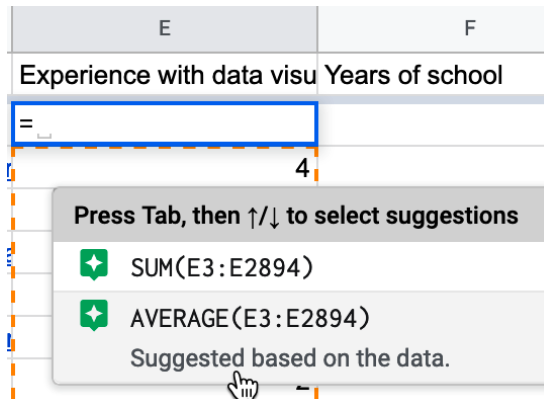 E F
Experience with data visu Years of school
=
4
Press Tab, then ↑/↓ to select suggestions
SUM(E3:E2894)
AVERAGE(E3:E2894)
Suggested based on the data.